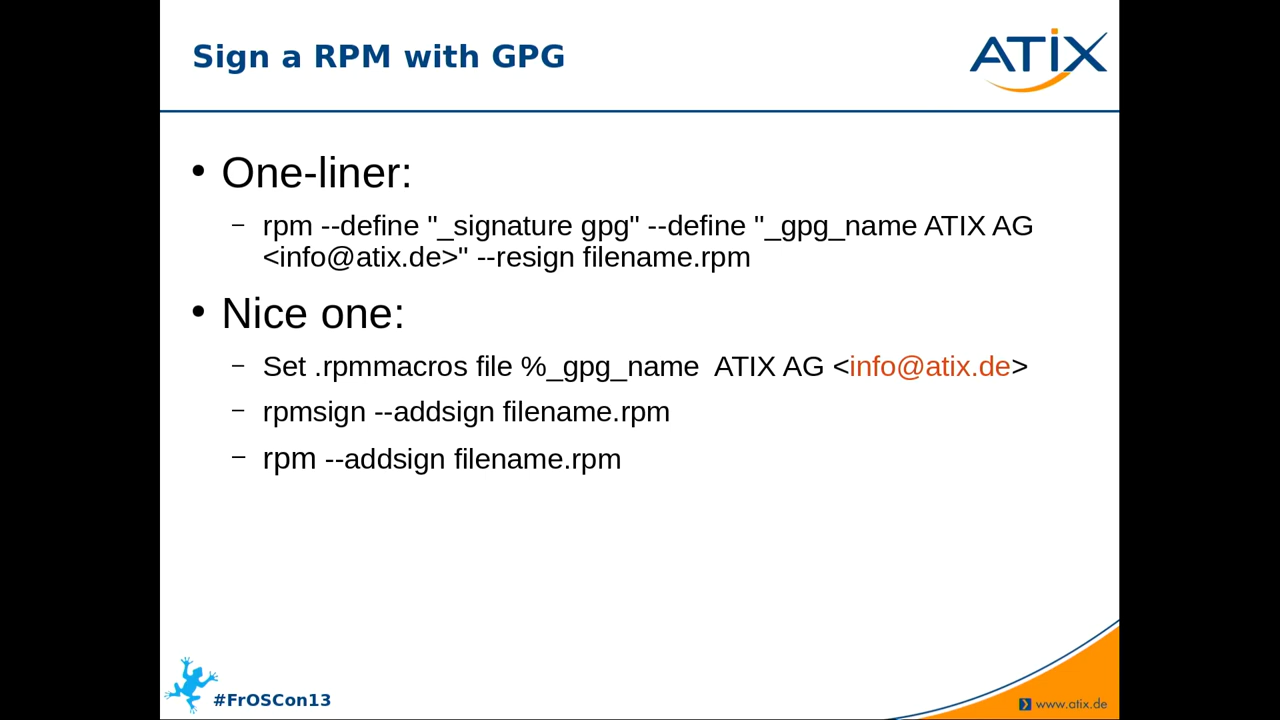 Sign a RPM with GPG
ATIX
• One-liner:
– rpm --define "_signature gpg" --define "_gpg_name ATIX AG
<info@atix.de>" --resign filename.rpm
• Nice one:
– Set .rpmmacros file %_gpg_name  ATIX AG <info@atix.de>
– rpmsign --addsign filename.rpm
– rpm --addsign filename.rpm
#FrOSCon13
www.atix.de